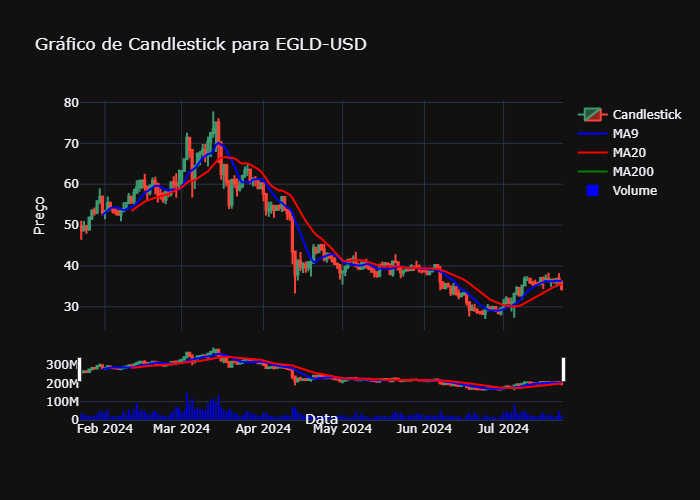 Gráfico de Candlestick para EGLD-USD
80
70
60
50
40
30
Preço
Candlestick
MA9
MA20
MA200
Volume
300M
200M
100M
0
Feb 2024
Mar 2024
Apr 2024
May 2024
Jun 2024
Jul 2024
Data